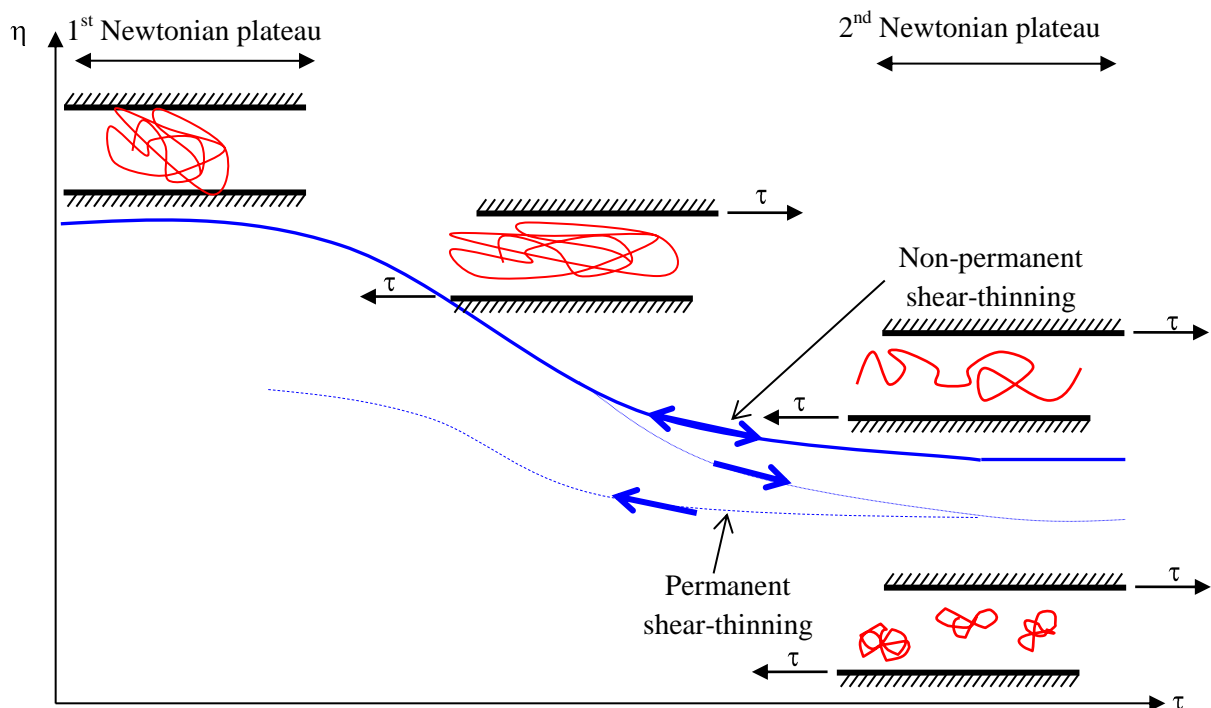 η
1st Newtonian plateau
2nd Newtonian plateau
τ
τ
Non-permanent
shear-thinning
τ
τ
Permanent
shear-thinning
τ
τ
τ